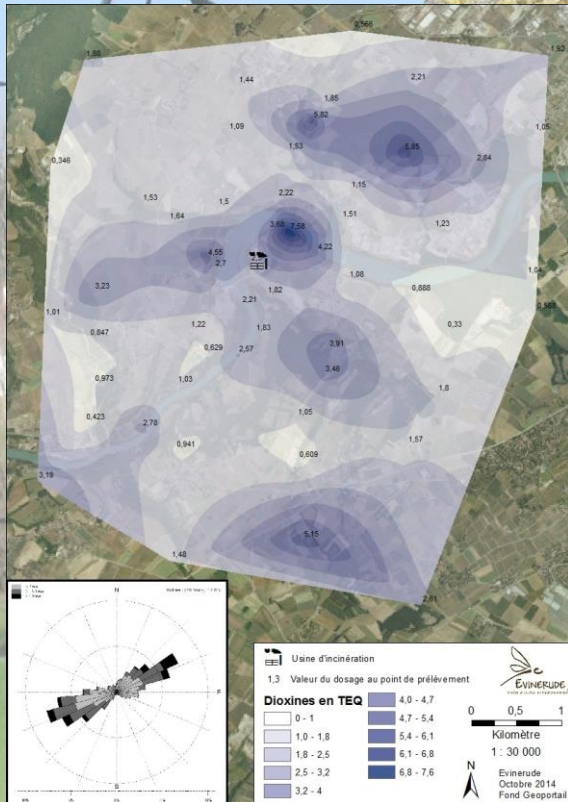 2,566
1,92
1,44
2,21
1,85
5,82
1,09
1,05
1,53
5,85
2,64
0,346
1,15
1,53
1,5
2,22
1,64
1,51
3,68
7,58
1,23
4,55
4,22
2,7
1,08
1,04
3,23
1,82
0,888
2,21
1,01
0,33
1,22
1,83
0,847
3,91
0,629
2,57
3,46
0,973
1,03
1,8
0,423
1,05
2,78
1,57
0,941
0,609
3,19
5,15
1,48
2,61
N
S
Usine d'incinération
1,3 Valeur du dosage au point de prélèvement
Dioxines en TEQ
0 - 1
1,0 - 1,8
1,8 - 2,5
2,5 - 3,2
3,2 - 4
4,0 - 4,7
4,7 - 5,4
5,4 - 6,1
6,1 - 6,8
6,8 - 7,6
EVINERUDE
0 0,5 1
Kilomètre
1 : 30 000
N
Evinerude
Octobre 2014
Fond Geoportail